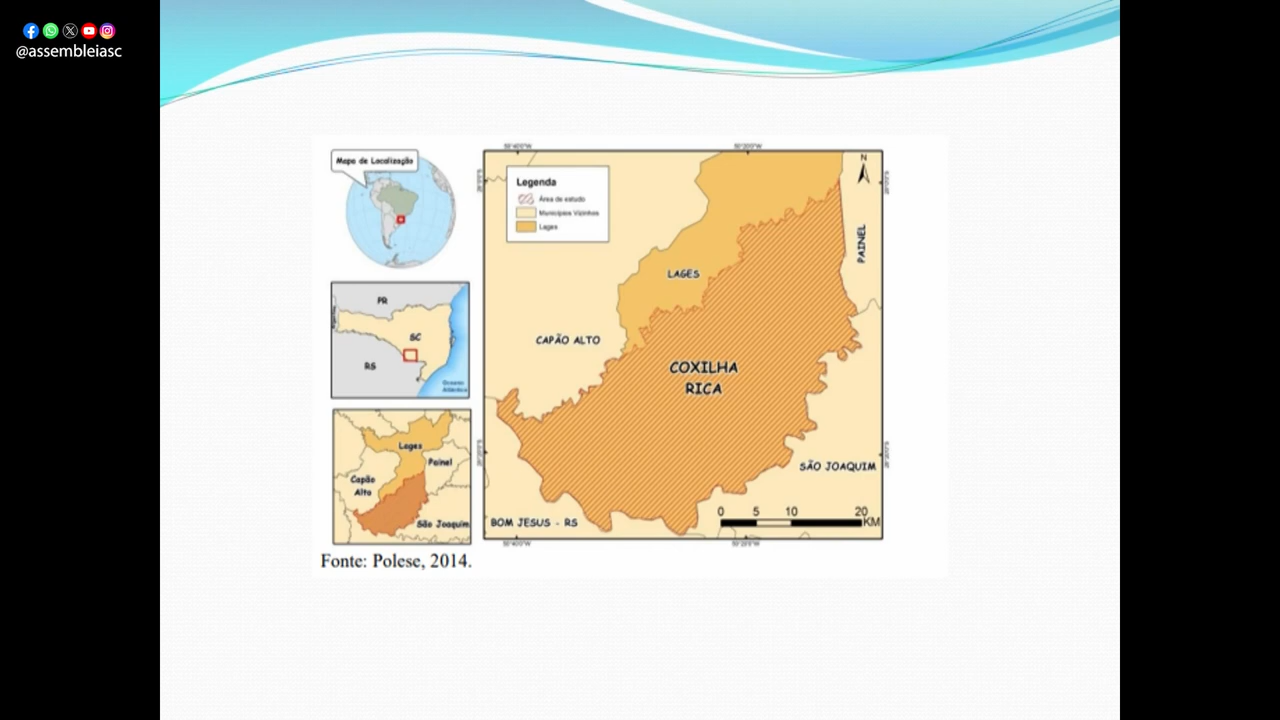 @assembleiasc
Mapa de Localização
PR
SC
RS
Oceano
Atlântico
Lages
Painel
Capão
Alto
São Joaquim
Fonte: Polese, 2014.
Legenda
Área de estudo
Municípios Vizinhos
Lages
N
PAINEL
LAGES
CAPÃO ALTO
COXILHA
RICA
SÃO JOAQUIM
BOM JESUS - RS
0 5 10 20
KM